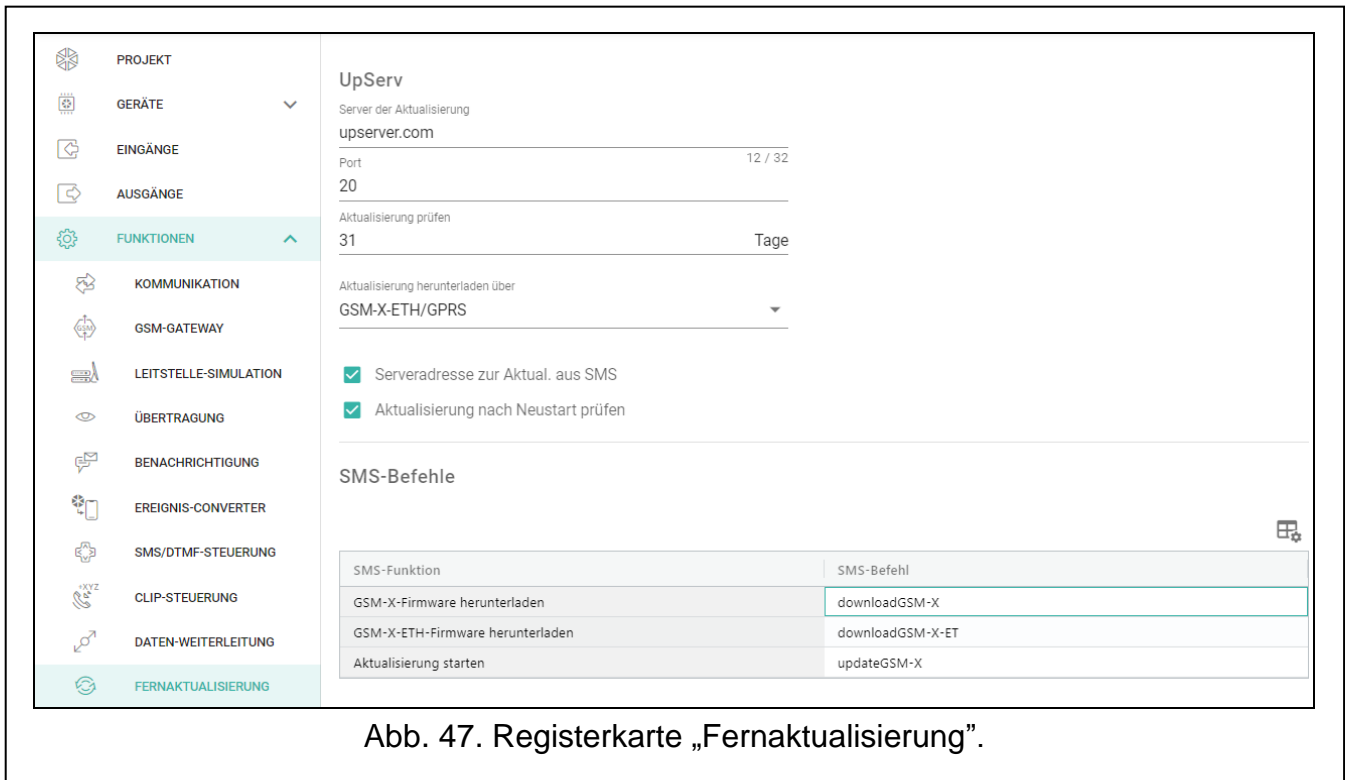 PROJEKT
GERÄTE
EINGÄNGE
AUSGÄNGE
FUNKTIONEN
KOMMUNIKATION
GSM
GSM-GATEWAY
LEITSTELLE-SIMULATION
ÜBERTRAGUNG
BENACHRICHTIGUNG
EREIGNIS-CONVERTER
SMS/DTMF-STEUERUNG
+XYZ
CLIP-STEUERUNG
DATEN-WEITERLEITUNG
FERNAKTUALISIERUNG
UpServ
Server der Aktualisierung
upserver.com
12 / 32
Port
20
Aktualisierung prüfen
31 Tage
Aktualisierung herunterladen über
GSM-X-ETH/GPRS
Serveradresse zur Aktual. aus SMS
Aktualisierung nach Neustart prüfen
SMS-Befehle
SMS-Funktion SMS-Befehl
GSM-X-Firmware herunterladen downloadGSM-X
GSM-X-ETH-Firmware herunterladen downloadGSM-X-ET
Aktualisierung starten updateGSM-X
Abb. 47. Registerkarte „Fernaktualisierung”.